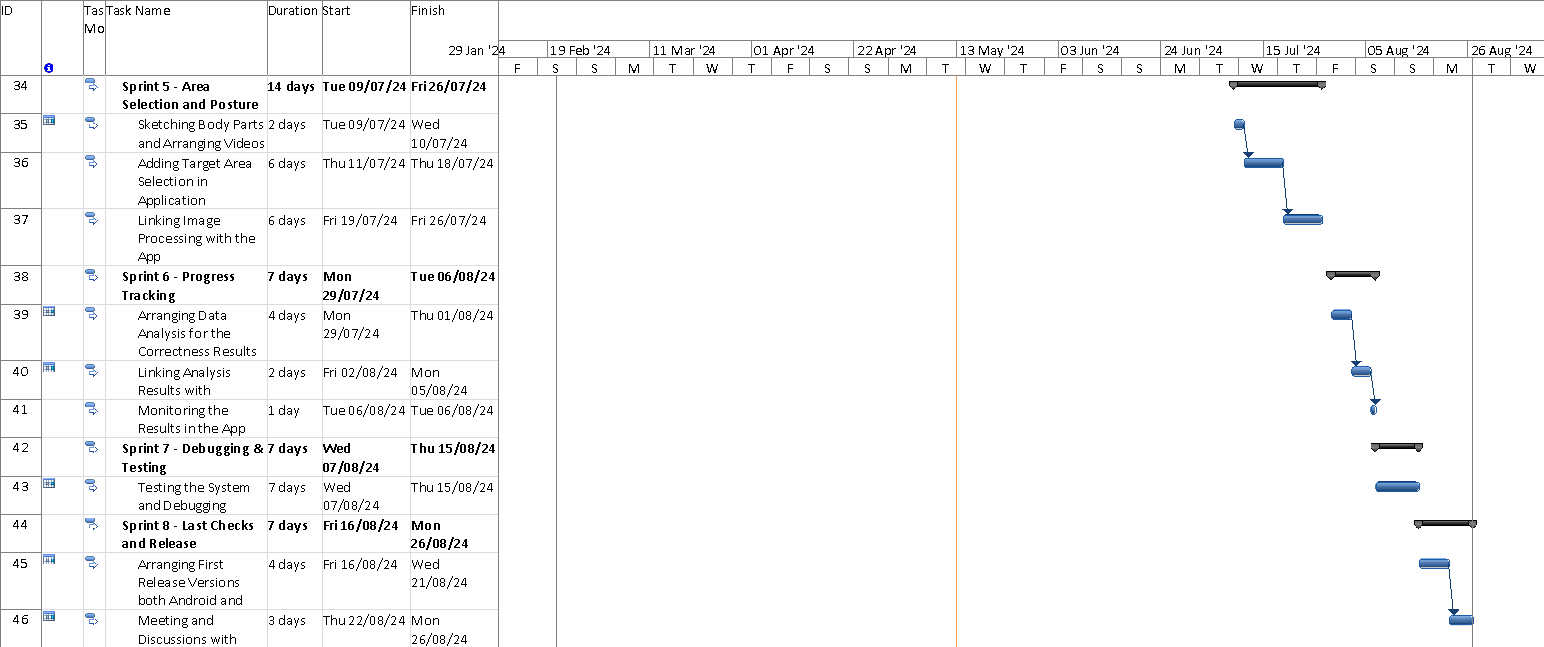 ID Tas Task Name Duration Start Finish
Mo
29 Jan '24 19 Feb '24 11 Mar '24 01 Apr '24 22 Apr '24 13 May '24 03 Jun '24 24 Jun '24 15 Jul '24 05 Aug '24 26 Aug '24
F S S M T W T F S S M T W T F S S M T W T F S S M T W
34 Sprint 5 - Area 14 days Tue 09/07/24 Fri 26/07/24
Selection and Posture
35 Sketching Body Parts 2 days Tue 09/07/24 Wed
and Arranging Videos 10/07/24
36 Adding Target Area 6 days Thu 11/07/24 Thu 18/07/24
Selection in
Application
37 Linking Image 6 days Fri 19/07/24 Fri 26/07/24
Processing with the
App
38 Sprint 6 - Progress 7 days Mon Tue 06/08/24
Tracking 29/07/24
39 Arranging Data 4 days Mon Thu 01/08/24
Analysis for the 29/07/24
Correctness Results
40 Linking Analysis 2 days Fri 02/08/24 Mon
Results with 05/08/24
41 Monitoring the 1 day Tue 06/08/24 Tue 06/08/24
Results in the App
42 Sprint 7 - Debugging & 7 days Wed Thu 15/08/24
Testing 07/08/24
43 Testing the System 7 days Wed Thu 15/08/24
and Debugging 07/08/24
44 Sprint 8 - Last Checks 7 days Fri 16/08/24 Mon
and Release 26/08/24
45 Arranging First 4 days Fri 16/08/24 Wed
Release Versions 21/08/24
both Android and
46 Meeting and 3 days Thu 22/08/24 Mon
Discussions with 26/08/24